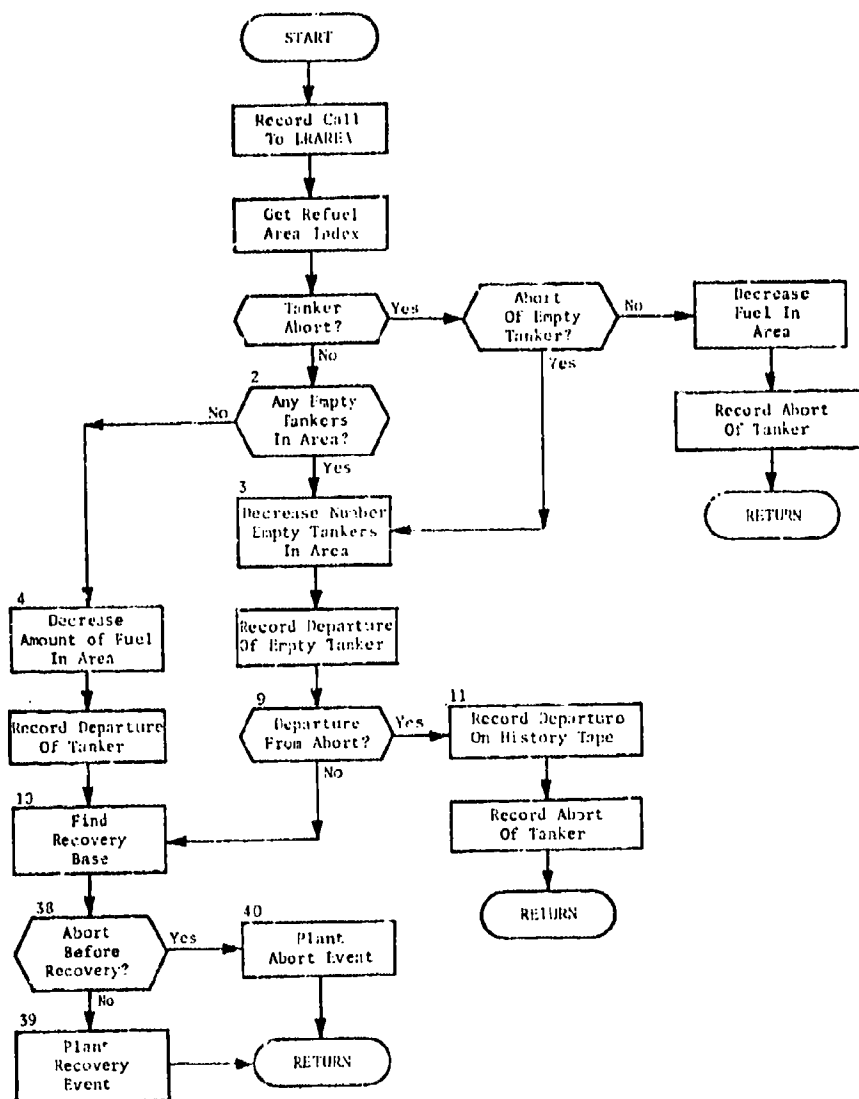 START
Record Call
To LRAREA
Get Refuel
Area Index
Tanker
Abort?
Yes
Abort
Of Empty
Tanker?
No
Decrease
Fuel In
Area
No
Yes
Record Abort
Of Tanker
RETURN
2
Any Empty
Tankers
In Area?
No
Yes
3
Decrease Number
Empty Tankers
In Area
4
Decrease
Amount of Fuel
In Area
Record Departure
Of Empty Tanker
Record Departure
Of Tanker
9
Departure
From Abort?
Yes
No
11
Record Departure
On History Tape
Record Abort
Of Tanker
RETURN
10
Find
Recovery
Base
38
Abort
Before
Recovery?
Yes
No
40
Plant
Abort Event
39
Plant
Recovery
Event
RETURN